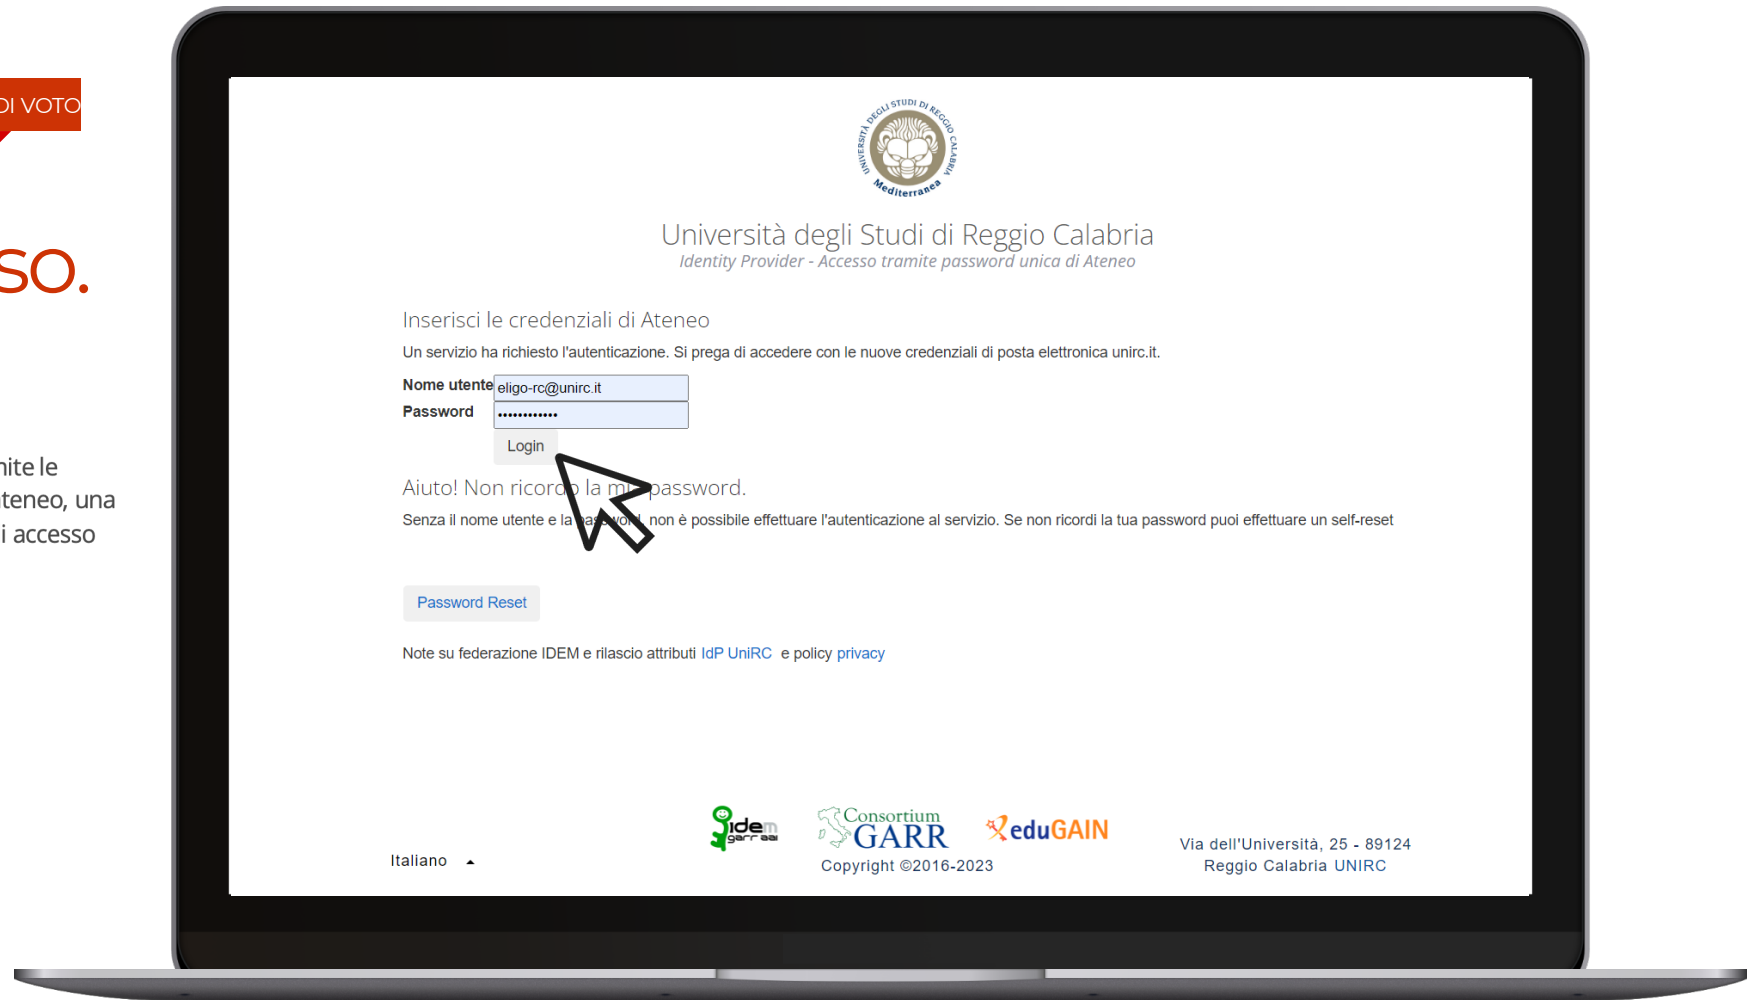 DI VOTO
SO.
mite le
ateneo, una
i accesso
UNIVERSITÀ DEGLI STUDI DI REGGIO CALABRIA
Mediterranea
Università degli Studi di Reggio Calabria
Identity Provider - Accesso tramite password unica di Ateneo
Inserisci le credenziali di Ateneo
Un servizio ha richiesto l'autenticazione. Si prega di accedere con le nuove credenziali di posta elettronica unirc.it.
Nome utente eligo-rc@unirc.it
Password ••••••••••••
Login
Aiuto! Non ricordo la mia password.
Senza il nome utente e la password, non è possibile effettuare l'autenticazione al servizio. Se non ricordi la tua password puoi effettuare un self-reset
Password Reset
Note su federazione IDEM e rilascio attributi IdP UniRC e policy privacy
Italiano
idem
garr aai
Consortium
GARR
eduGAIN
Copyright ©2016-2023
Via dell'Università, 25 - 89124
Reggio Calabria UNIRC